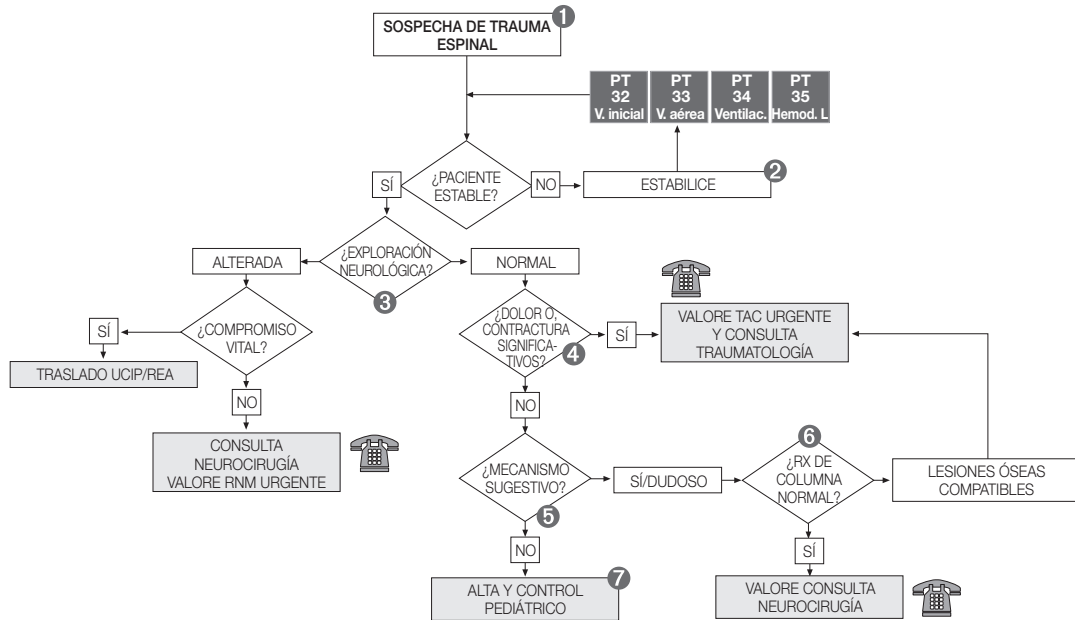 1
SOSPECHA DE TRAUMA
ESPINAL
PT
32
V. inicial
PT
33
V. aérea
PT
34
Ventilac.
PT
35
Hemod. L
¿PACIENTE
ESTABLE?
SÍ
NO
2
ESTABILICE
¿EXPLORACIÓN
NEUROLÓGICA?
3
ALTERADA
NORMAL
¿COMPROMISO
VITAL?
SÍ
TRASLADO UCIP/REA
NO
CONSULTA
NEUROCIRUGÍA
VALORE RNM URGENTE
¿DOLOR O,
CONTRACTURA
SIGNIFICA-
TIVOS?
4
SÍ
VALORE TAC URGENTE
Y CONSULTA
TRAUMATOLOGÍA
NO
¿MECANISMO
SUGESTIVO?
5
SÍ/DUDOSO
6
¿RX DE
COLUMNA
NORMAL?
LESIONES ÓSEAS
COMPATIBLES
NO
7
ALTA Y CONTROL
PEDIÁTRICO
SÍ
VALORE CONSULTA
NEUROCIRUGÍA